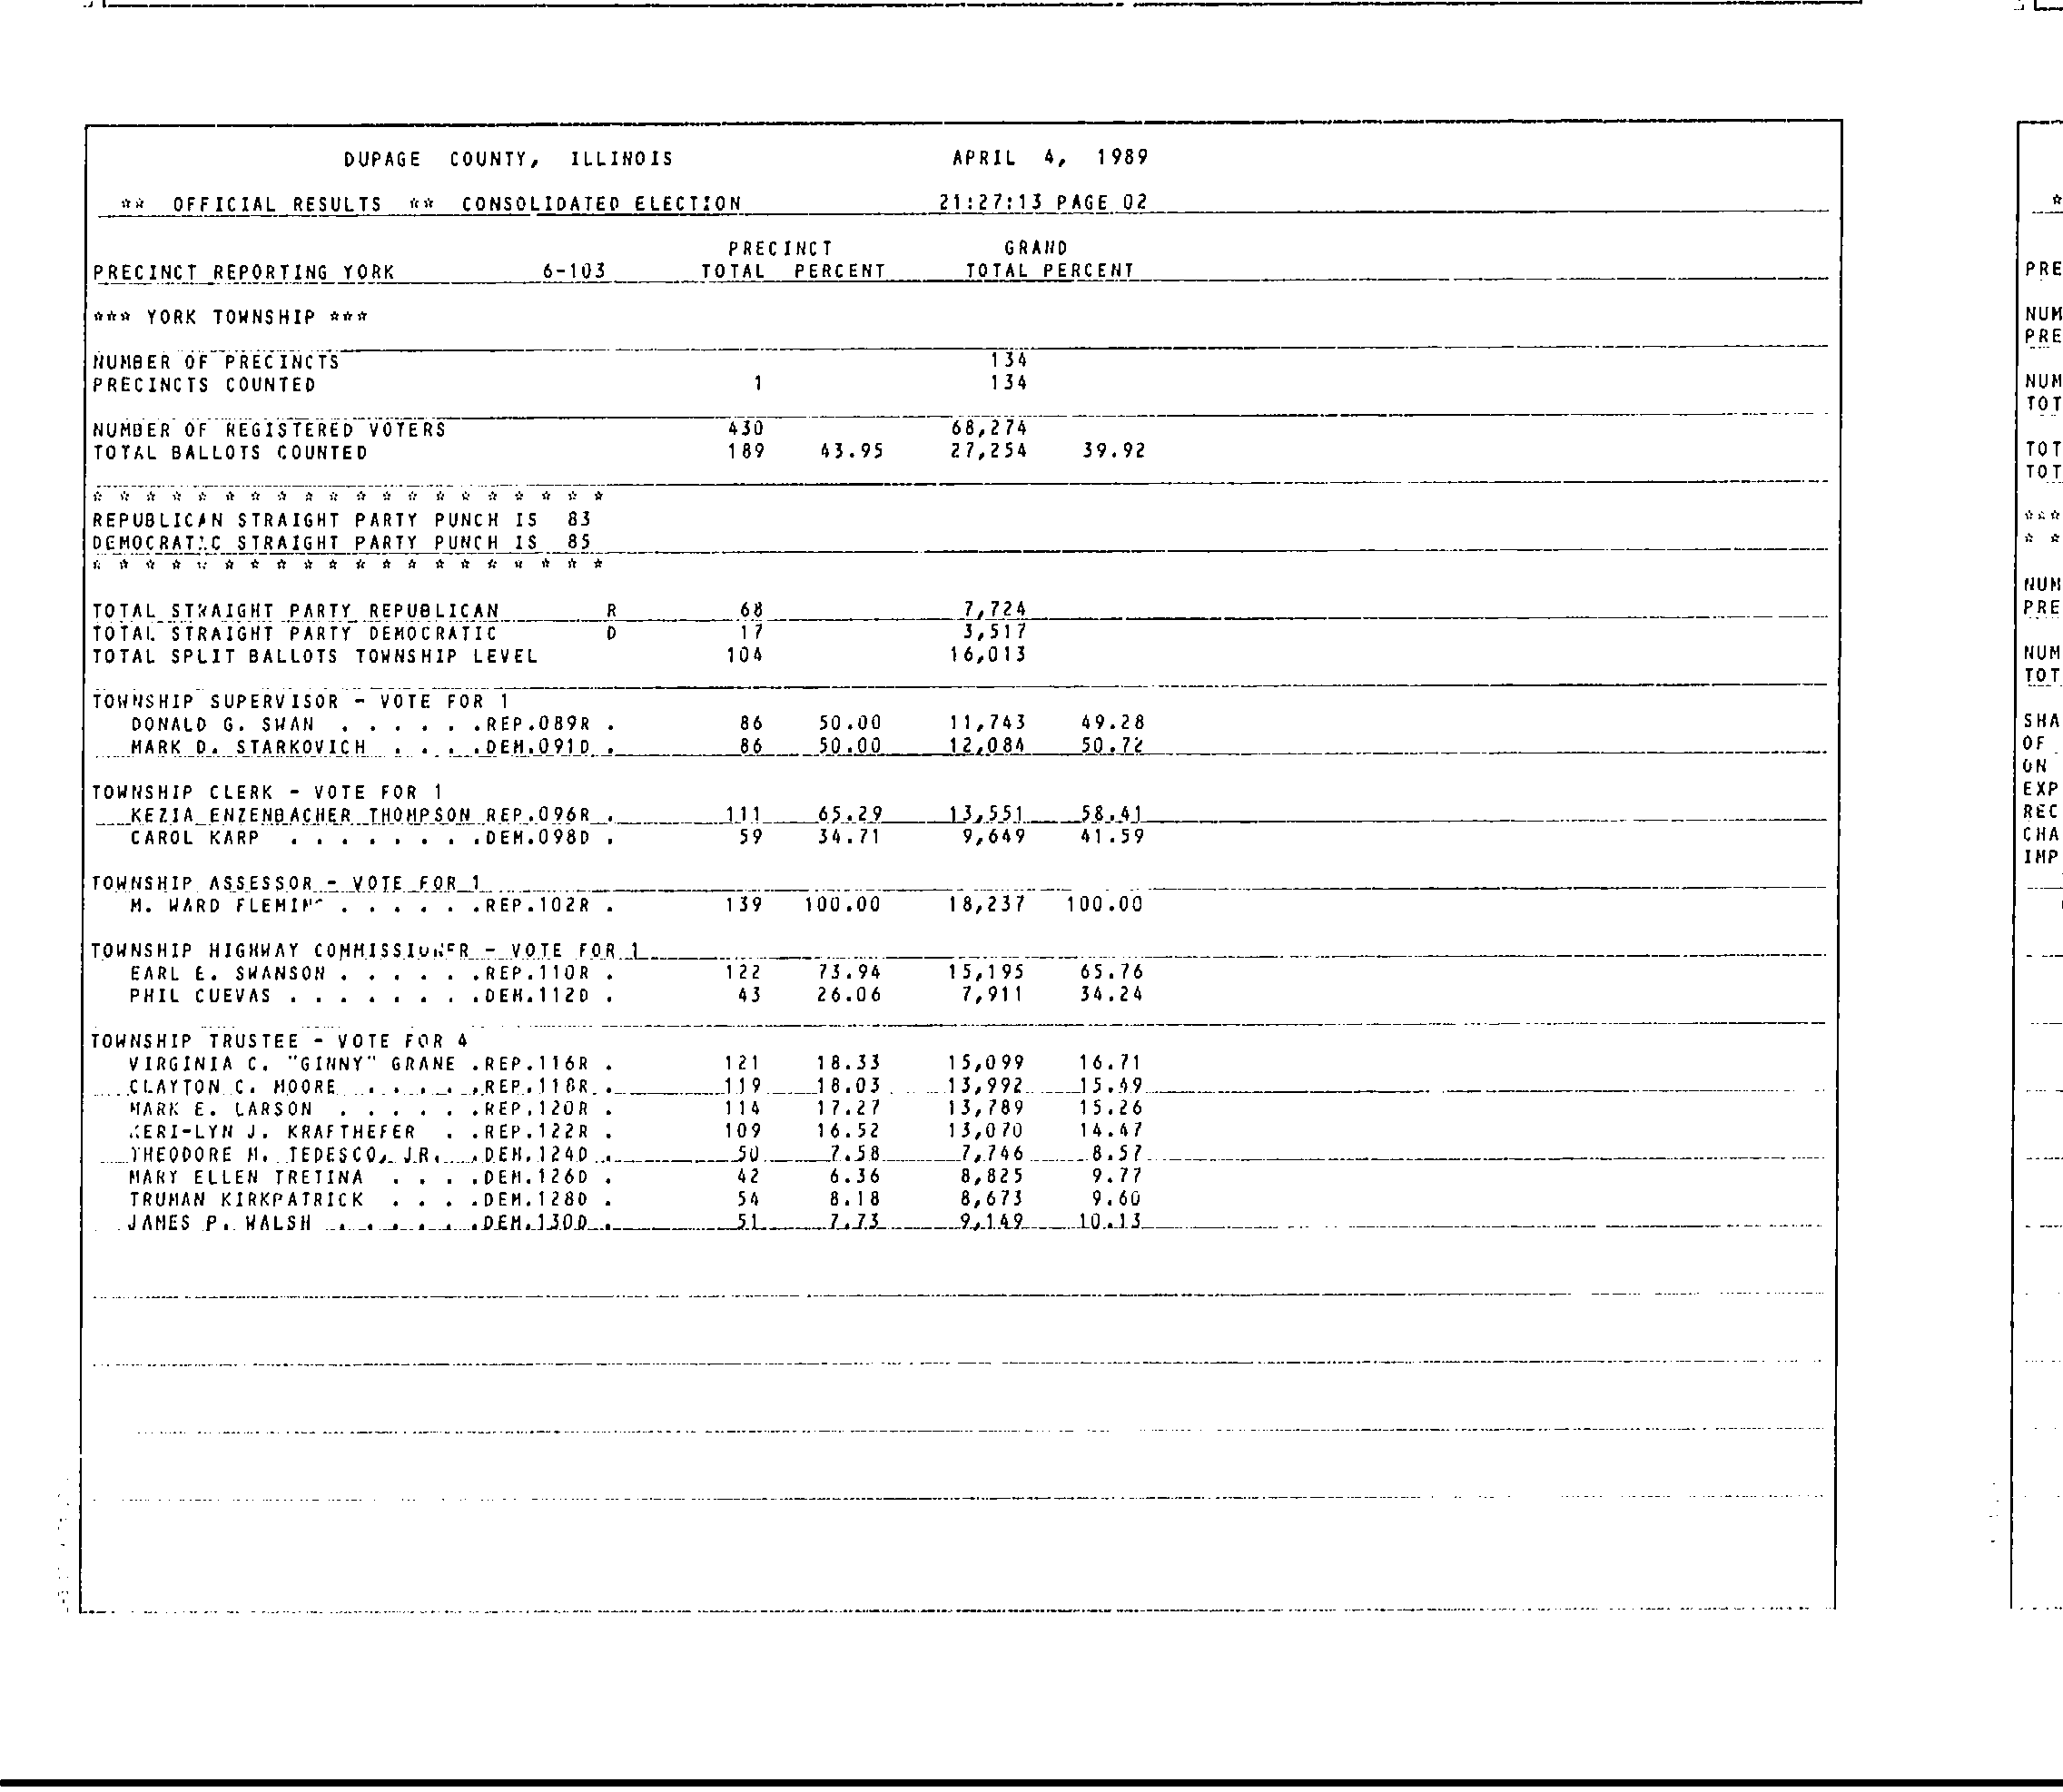 DUPAGE COUNTY, ILLINOIS APRIL 4, 1989
** OFFICIAL RESULTS ** CONSOLIDATED ELECTION 21:27:13 PAGE 02
PRECINCT GRAND
PRECINCT REPORTING YORK 6-103 TOTAL PERCENT TOTAL PERCENT
*** YORK TOWNSHIP ***
NUMBER OF PRECINCTS 134
PRECINCTS COUNTED 1 134
NUMBER OF REGISTERED VOTERS 430 68,274
TOTAL BALLOTS COUNTED 189 43.95 27,254 39.92
* * * * * * * * * * * * * * * * * * * *
REPUBLICAN STRAIGHT PARTY PUNCH IS 83
DEMOCRATIC STRAIGHT PARTY PUNCH IS 85
* * * * * * * * * * * * * * * * * * * *
TOTAL STRAIGHT PARTY REPUBLICAN R 68 7,724
TOTAL STRAIGHT PARTY DEMOCRATIC D 17 3,517
TOTAL SPLIT BALLOTS TOWNSHIP LEVEL 104 16,013
TOWNSHIP SUPERVISOR - VOTE FOR 1
DONALD G. SWAN . . . . . .REP.089R . 86 50.00 11,743 49.28
MARK D. STARKOVICH . . . .DEM.091D . 86 50.00 12,084 50.72
TOWNSHIP CLERK - VOTE FOR 1
KEZIA ENZENBACHER THOMPSON REP.096R . 111 65.29 13,551 58.41
CAROL KARP . . . . . . . .DEM.098D . 59 34.71 9,649 41.59
TOWNSHIP ASSESSOR - VOTE FOR 1
M. WARD FLEMING . . . . . .REP.102R . 139 100.00 18,237 100.00
TOWNSHIP HIGHWAY COMMISSIONER - VOTE FOR 1
EARL E. SWANSON . . . . . .REP.110R . 122 73.94 15,195 65.76
PHIL CUEVAS . . . . . . . .DEM.112D . 43 26.06 7,911 34.24
TOWNSHIP TRUSTEE - VOTE FOR 4
VIRGINIA C. "GINNY" GRANE .REP.116R . 121 18.33 15,099 16.71
CLAYTON C. MOORE . . . . . .REP.118R . 119 18.03 13,992 15.49
MARK E. LARSON . . . . . .REP.120R . 114 17.27 13,789 15.26
KERI-LYN J. KRAFTHEFER . .REP.122R . 109 16.52 13,070 14.47
THEODORE M. TEDESCO, JR. . .DEM.124D . 50 7.58 7,746 8.57
MARY ELLEN TRETINA . . . .DEM.126D . 42 6.36 8,825 9.77
TRUMAN KIRKPATRICK . . . .DEM.128D . 54 8.18 8,673 9.60
JAMES P. WALSH . . . . . .DEM.130D . 51 7.73 9,149 10.13
*
PRE
NUM
PRE
NUM
TOT
TOT
TOT
***
* *
NUM
PRE
NUM
TOT
SHA
OF
ON
EXP
REC
CHA
IMP